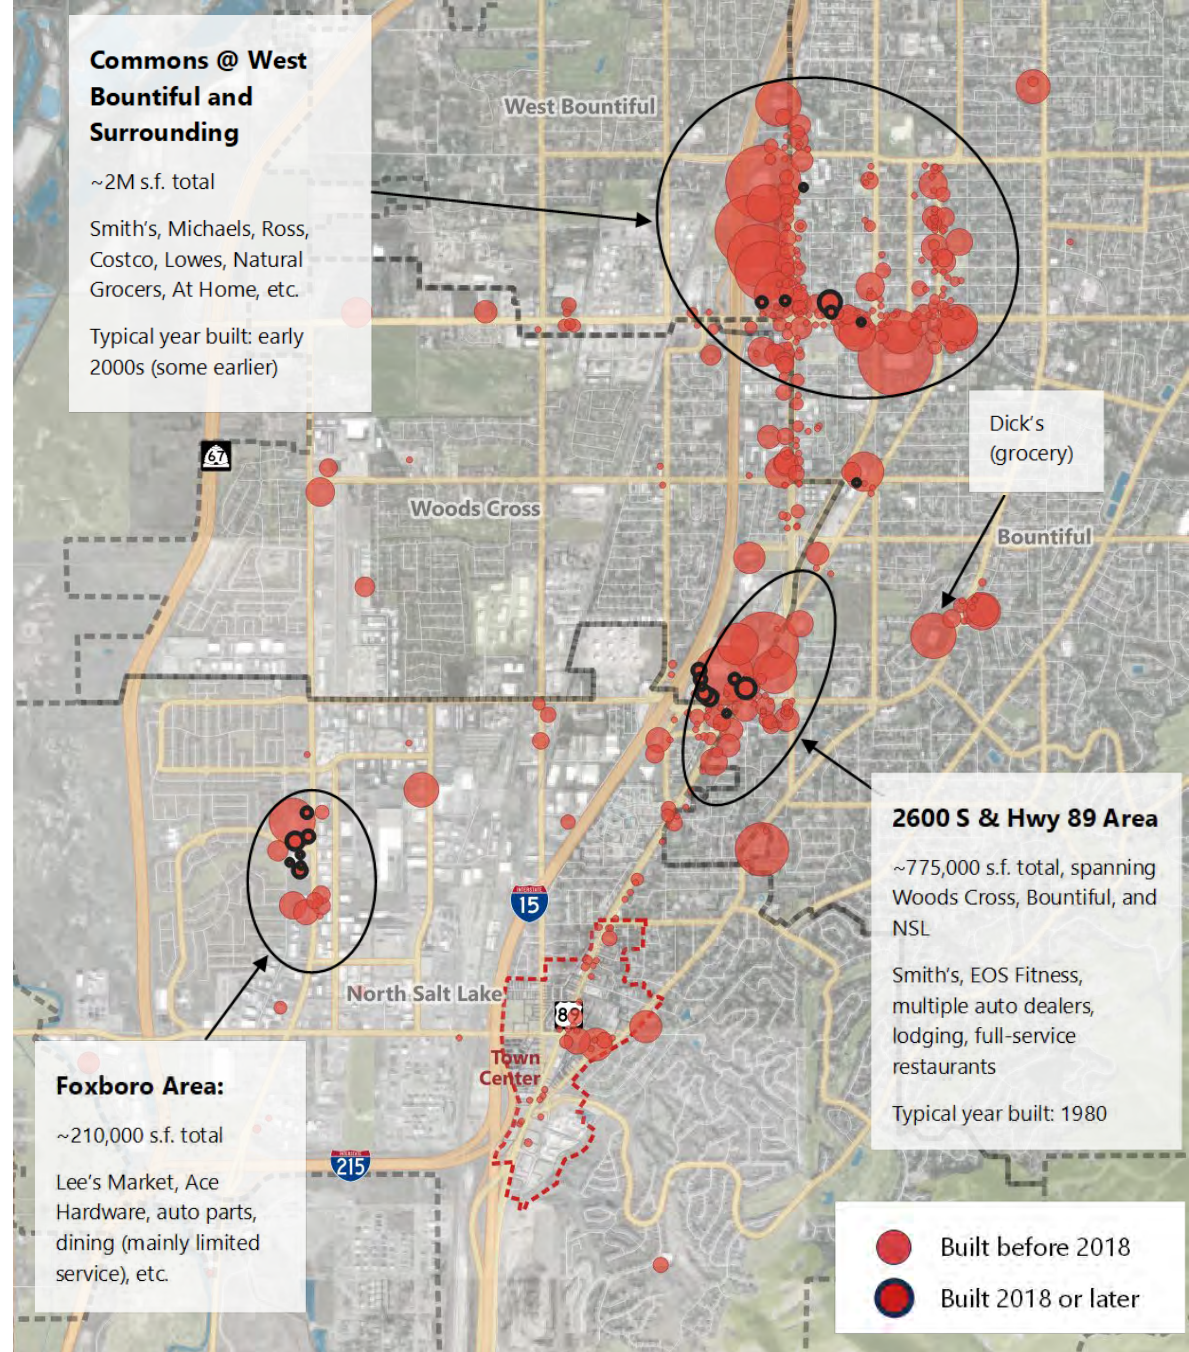 Commons @ West
Bountiful and
Surrounding
~2M s.f. total
Smith's, Michaels, Ross,
Costco, Lowes, Natural
Grocers, At Home, etc.
Typical year built: early
2000s (some earlier)
West Bountiful
67
Woods Cross
Dick's
(grocery)
Bountiful
2600 S & Hwy 89 Area
~775,000 s.f. total, spanning
Woods Cross, Bountiful, and
NSL
Smith's, EOS Fitness,
multiple auto dealers,
lodging, full-service
restaurants
Typical year built: 1980
INTERSTATE
15
North Salt Lake
89
Town
Center
Foxboro Area:
~210,000 s.f. total
Lee's Market, Ace
Hardware, auto parts,
dining (mainly limited
service), etc.
INTERSTATE
215
Built before 2018
Built 2018 or later